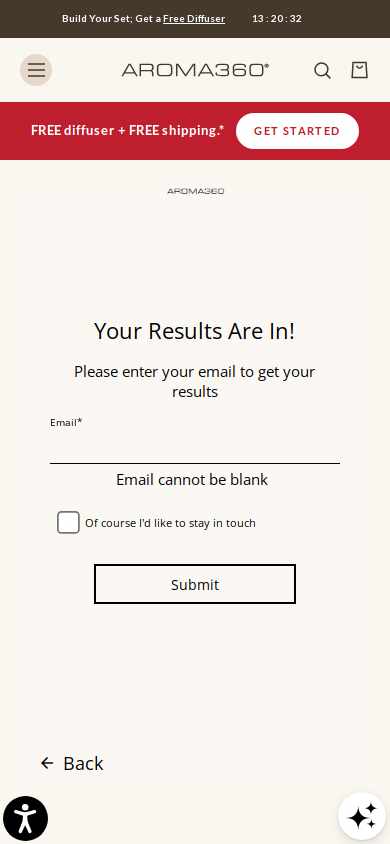 Build Your Set; Get a Free Diffuser 13 : 20 : 32
AROMA360®
FREE diffuser + FREE shipping.* GET STARTED
AROMA360
Your Results Are In!
Please enter your email to get your
results
Email*
Email cannot be blank
Of course I'd like to stay in touch
Submit
Back